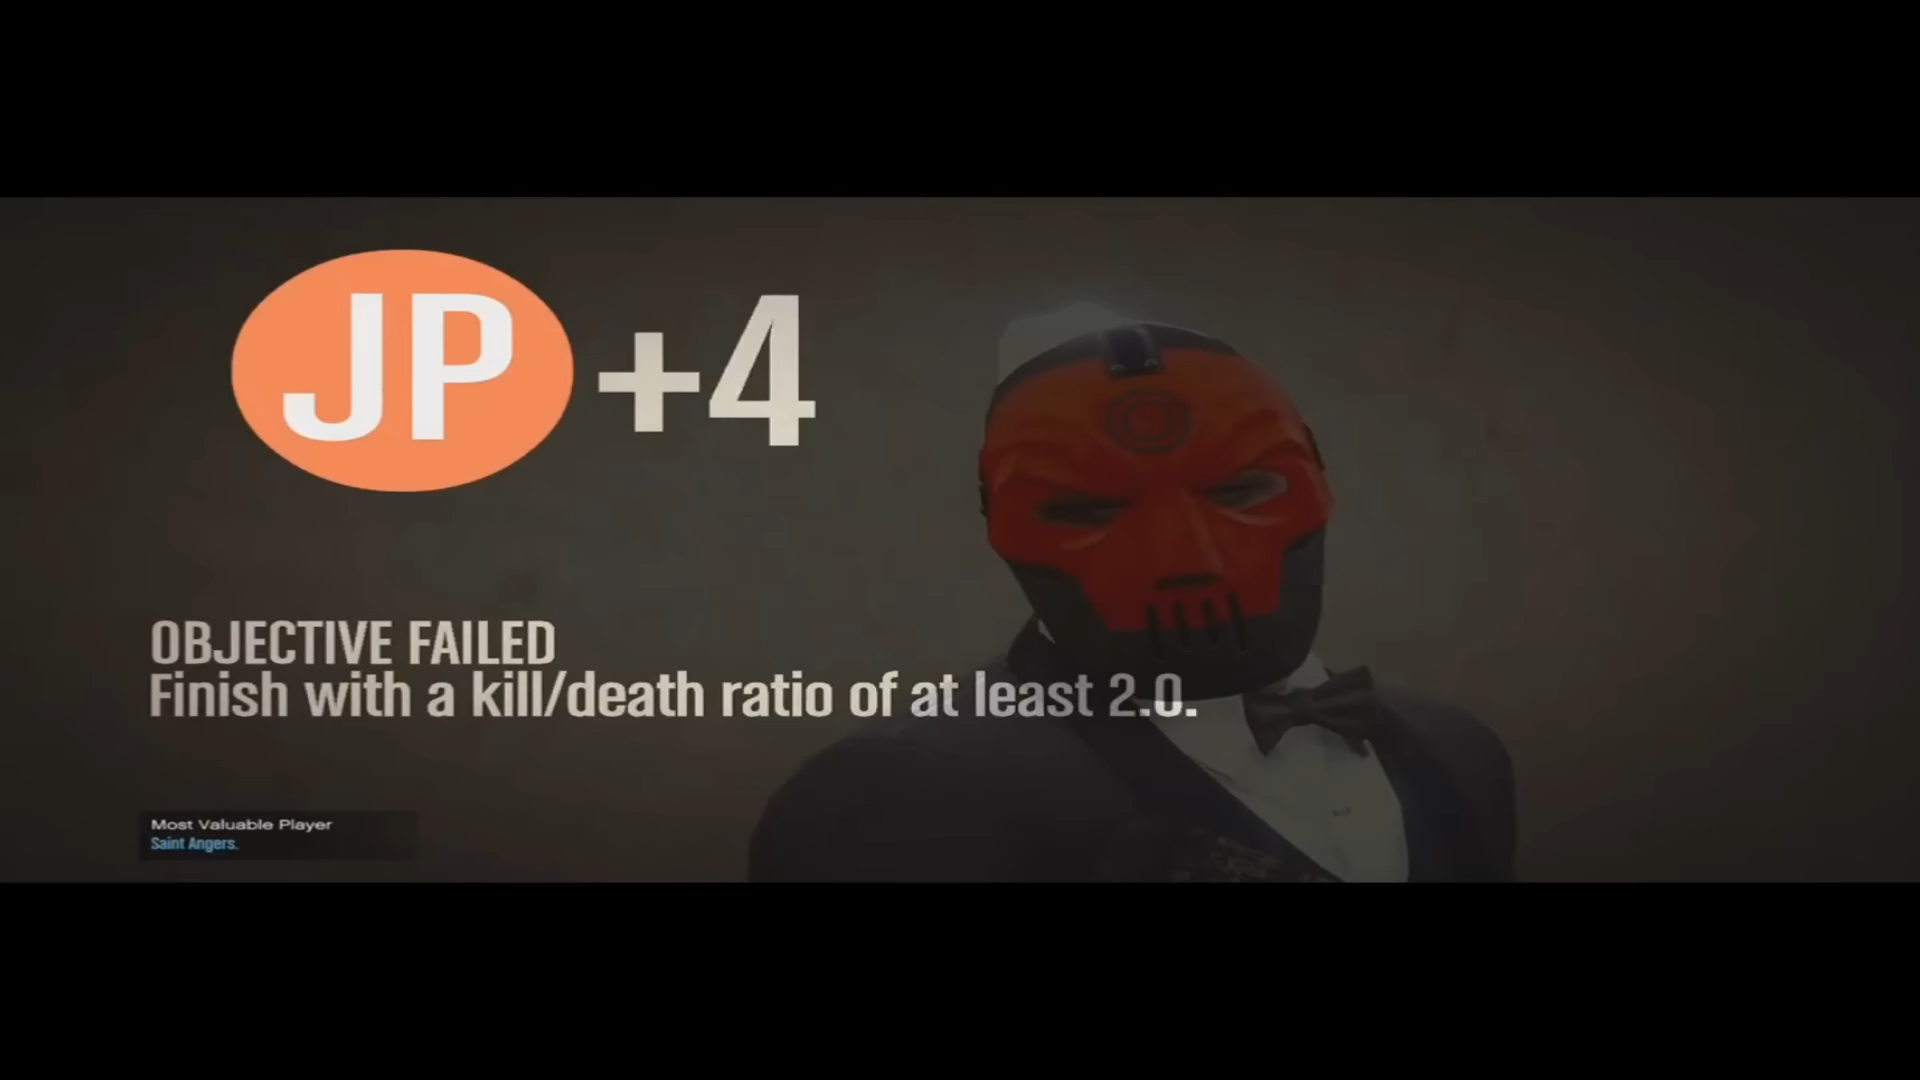 JP +4
OBJECTIVE FAILED
Finish with a kill/death ratio of at least 2.0.
Most Valuable Player
Saint Angers.